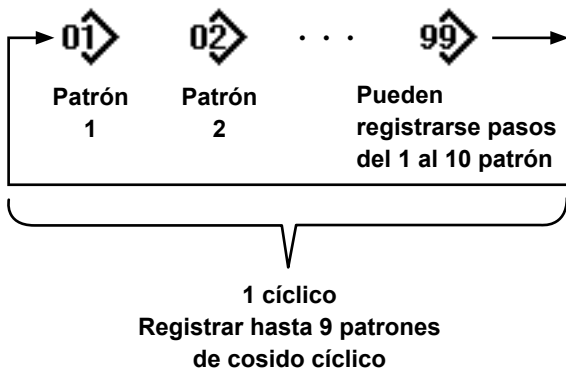 01 02 · · · 99
Patrón
1
Patrón
2
Pueden
registrarse pasos
del 1 al 10 patrón
1 cíclico
Registrar hasta 9 patrones
de cosido cíclico